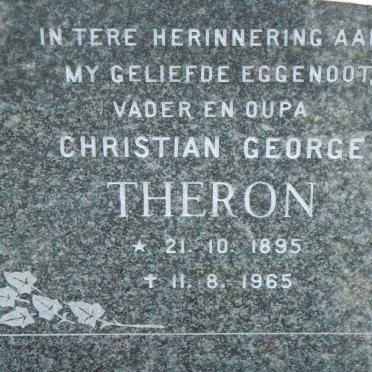 IN TERE HERINNERING AAN
MY GELIEFDE EGGENOOT,
VADER EN OUPA
CHRISTIAN GEORGE
THERON
★ 21. 10. 1895
✝ 11. 8. 1965